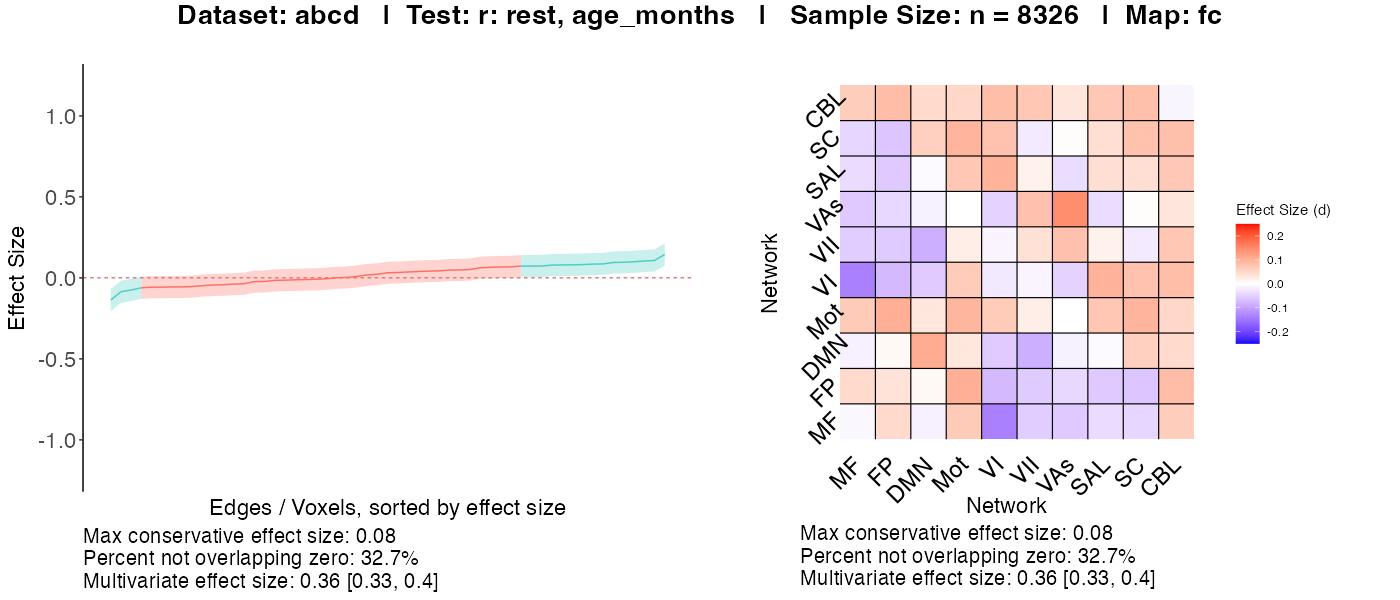 Dataset: abcd | Test: r: rest, age_months | Sample Size: n = 8326 | Map: fc
Effect Size
1.0
0.5
0.0
-0.5
-1.0
Edges / Voxels, sorted by effect size
Max conservative effect size: 0.08
Percent not overlapping zero: 32.7%
Multivariate effect size: 0.36 [0.33, 0.4]
Network
CBL
SC
SAL
VAs
VII
VI
Mot
DMN
FP
MF
MF FP DMN Mot VI VII VAs SAL SC CBL
Network
Effect Size (d)
0.2
0.1
0.0
-0.1
-0.2
Max conservative effect size: 0.08
Percent not overlapping zero: 32.7%
Multivariate effect size: 0.36 [0.33, 0.4]